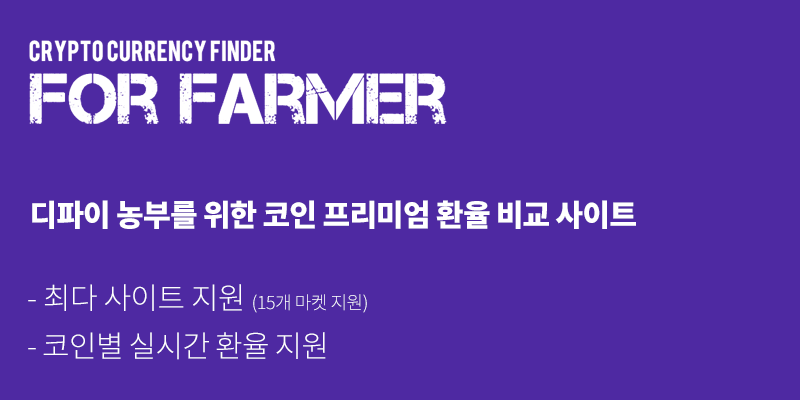 CRYPTO CURRENCY FINDER
FOR FARMER
디파이 농부를 위한 코인 프리미엄 환율 비교 사이트
- 최다 사이트 지원 (15개 마켓 지원)
- 코인별 실시간 환율 지원